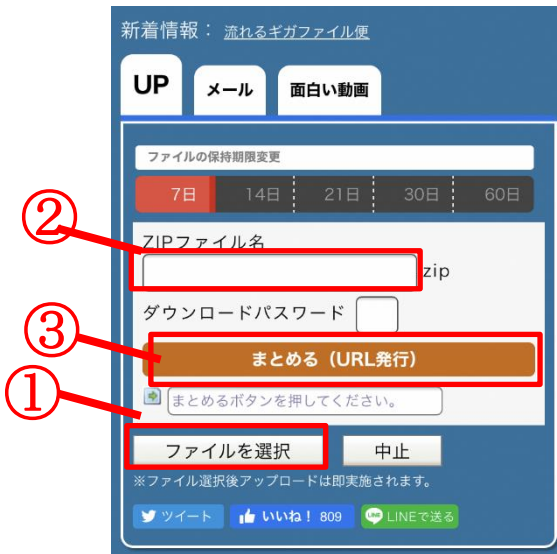 新着情報： 流れるギガファイル便
UP メール 面白い動画
ファイルの保持期限変更
7日 14日 21日 30日 60日
②
ZIPファイル名
zip
ダウンロードパスワード
③
まとめる（URL発行）
①
まとめるボタンを押してください。
ファイルを選択 中止
※ファイル選択後アップロードは即実施されます。
ツイート いいね！ 809 LINE LINEで送る